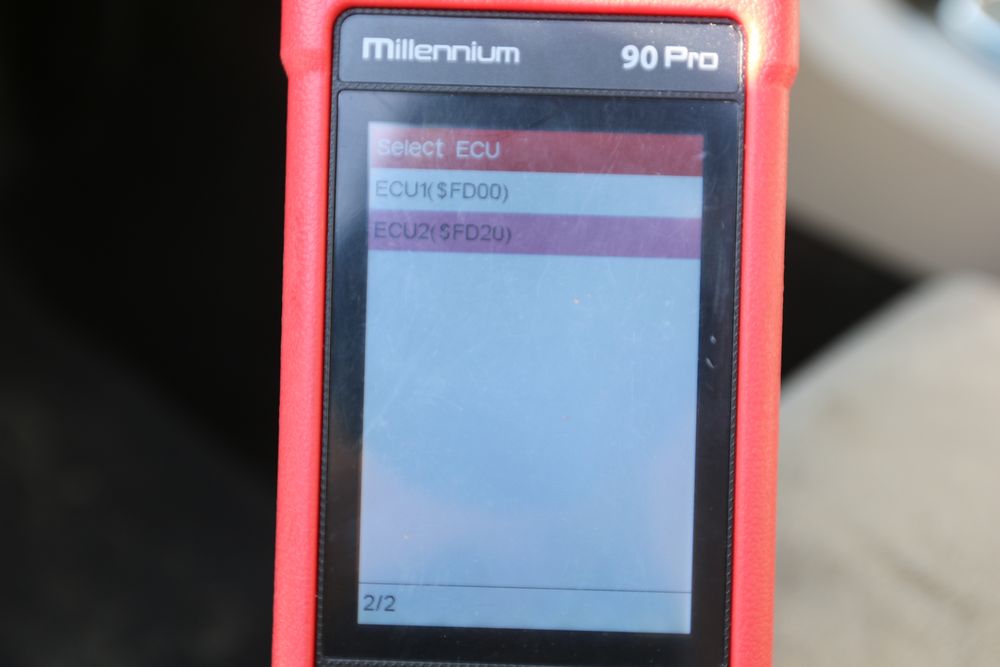 Millennium 90 Pro
Select ECU
ECU1($FD00)
ECU2($FD20)
2/2